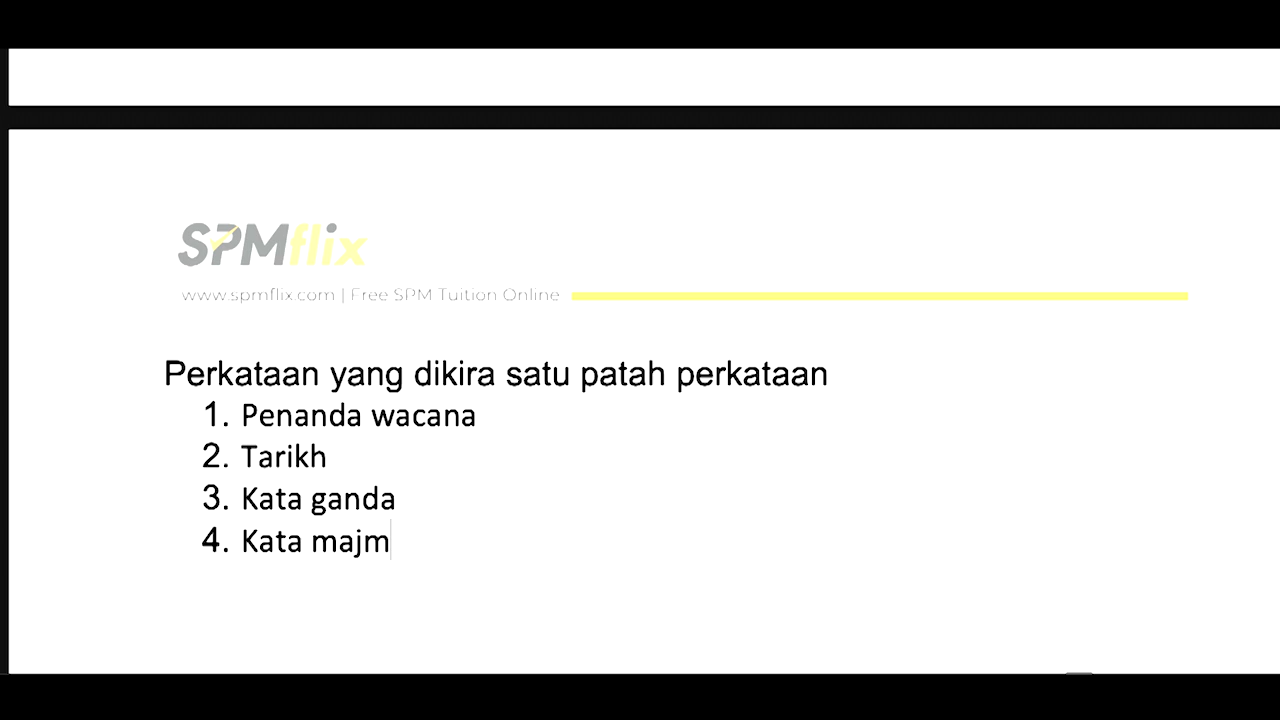 SPMflix
www.spmflix.com | Free SPM Tuition Online
Perkataan yang dikira satu patah perkataan
1. Penanda wacana
2. Tarikh
3. Kata ganda
4. Kata majm